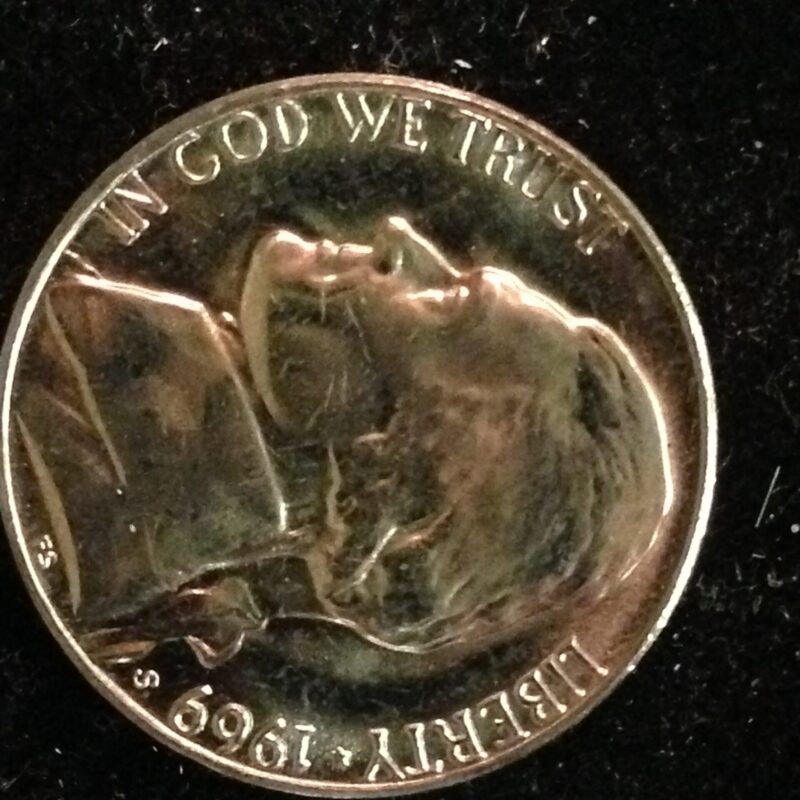 IN GOD WE TRUST
LIBERTY ★ 1969
S
FS